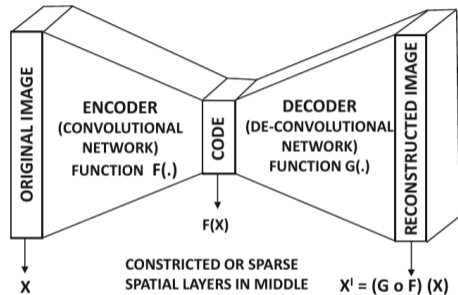 ORIGINAL IMAGE
ENCODER
(CONVOLUTIONAL
NETWORK)
FUNCTION F(.)
CODE
DECODER
(DE-CONVOLUTIONAL
NETWORK)
FUNCTION G(.)
RECONSTRUCTED IMAGE
F(X)
X
CONSTRICTED OR SPARSE
SPATIAL LAYERS IN MIDDLE
Xᴵ = (G o F) (X)